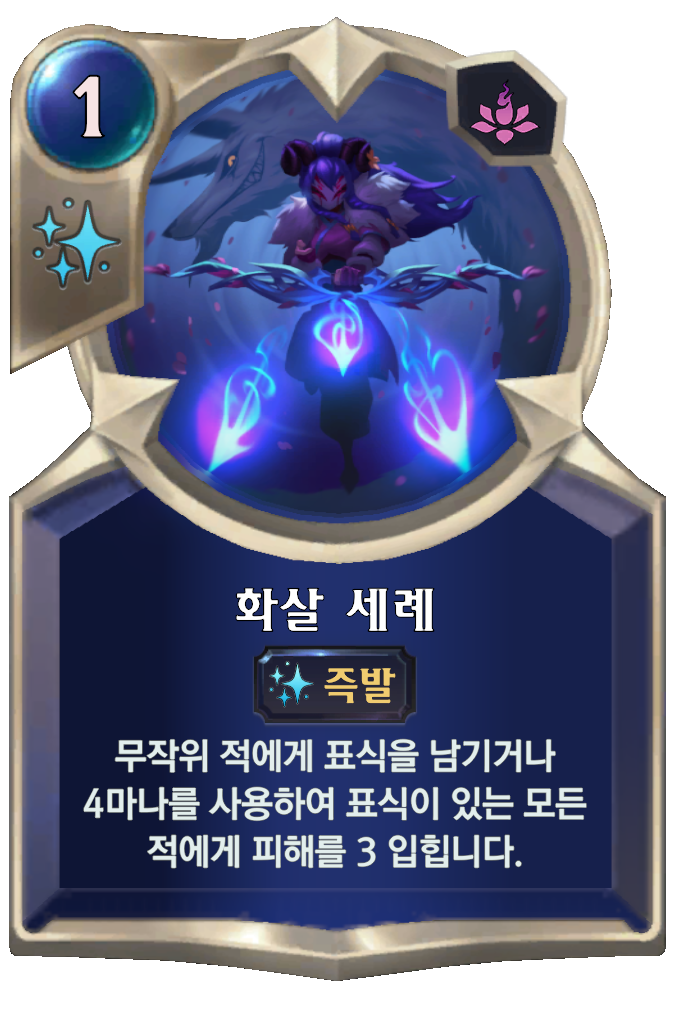 1
화살 세례
즉발
무작위 적에게 표식을 남기거나
4마나를 사용하여 표식이 있는 모든
적에게 피해를 3 입힙니다.